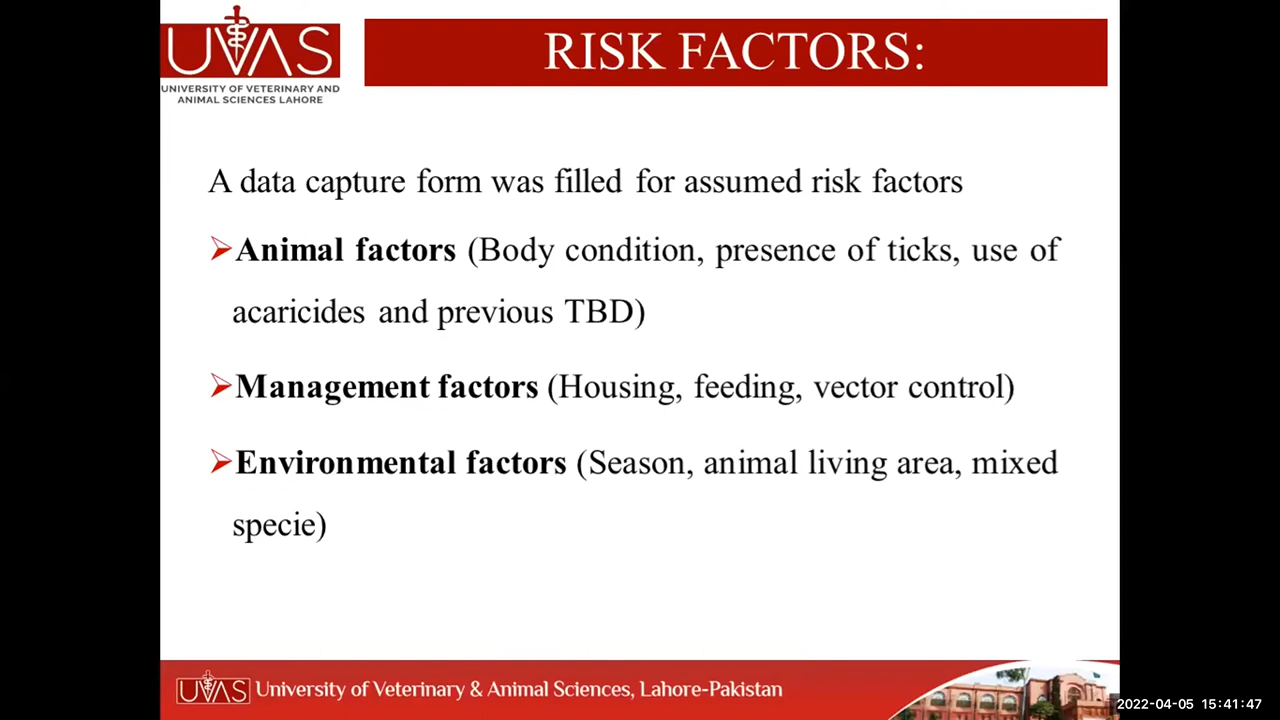 UVAS
UNIVERSITY OF VETERINARY AND
ANIMAL SCIENCES LAHORE
RISK FACTORS:
A data capture form was filled for assumed risk factors
➢Animal factors (Body condition, presence of ticks, use of
acaricides and previous TBD)
➢Management factors (Housing, feeding, vector control)
➢Environmental factors (Season, animal living area, mixed
specie)
UVAS University of Veterinary & Animal Sciences, Lahore-Pakistan
2022-04-05 15:41:47